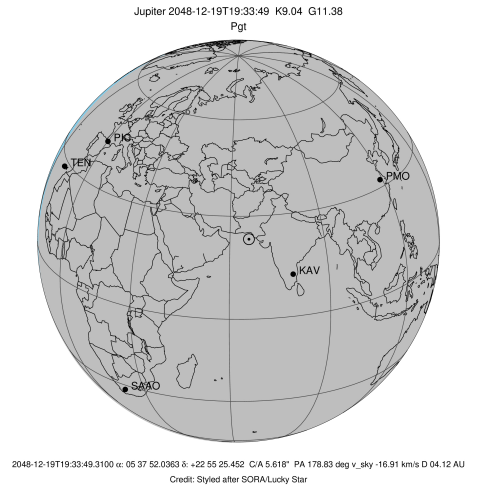 Jupiter 2048-12-19T19:33:49 K9.04 G11.38
Pgt
PIC
TEN
PMO
KAV
SAAO
2048-12-19T19:33:49.3100 α: 05 37 52.0363 δ: +22 55 25.452 C/A 5.618" PA 178.83 deg v_sky -16.91 km/s D 04.12 AU
Credit: Styled after SORA/Lucky Star